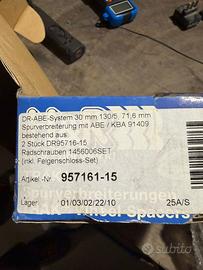 DR-ABE-System 30 mm 130/5 71,6 mm
Spurverbreiterung mit ABE / KBA 91409
bestehend aus:
2 Stück DR95716-15
Radschrauben 1456006SET
(inkl. Felgenschloss-Set)
Artikel-Nr. 957161-15
Spurverbreiterungen
Wheel Spacers
Lager 01/03/02/22/10 25A/S
subito